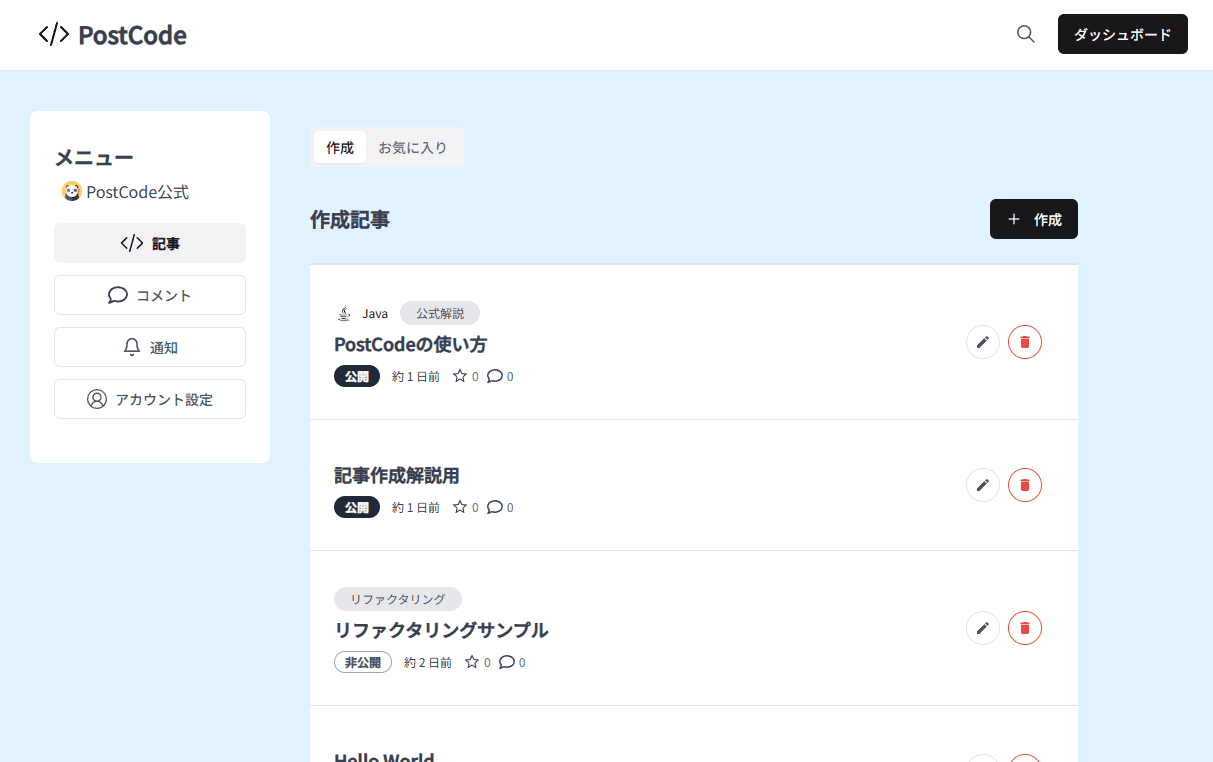 </> PostCode
ダッシュボード
メニュー
PostCode公式
</> 記事
コメント
通知
アカウント設定
作成 お気に入り
作成記事
+ 作成
Java 公式解説
PostCodeの使い方
公開 約1日前 0 0
記事作成解説用
公開 約1日前 0 0
リファクタリング
リファクタリングサンプル
非公開 約2日前 0 0
Hello World